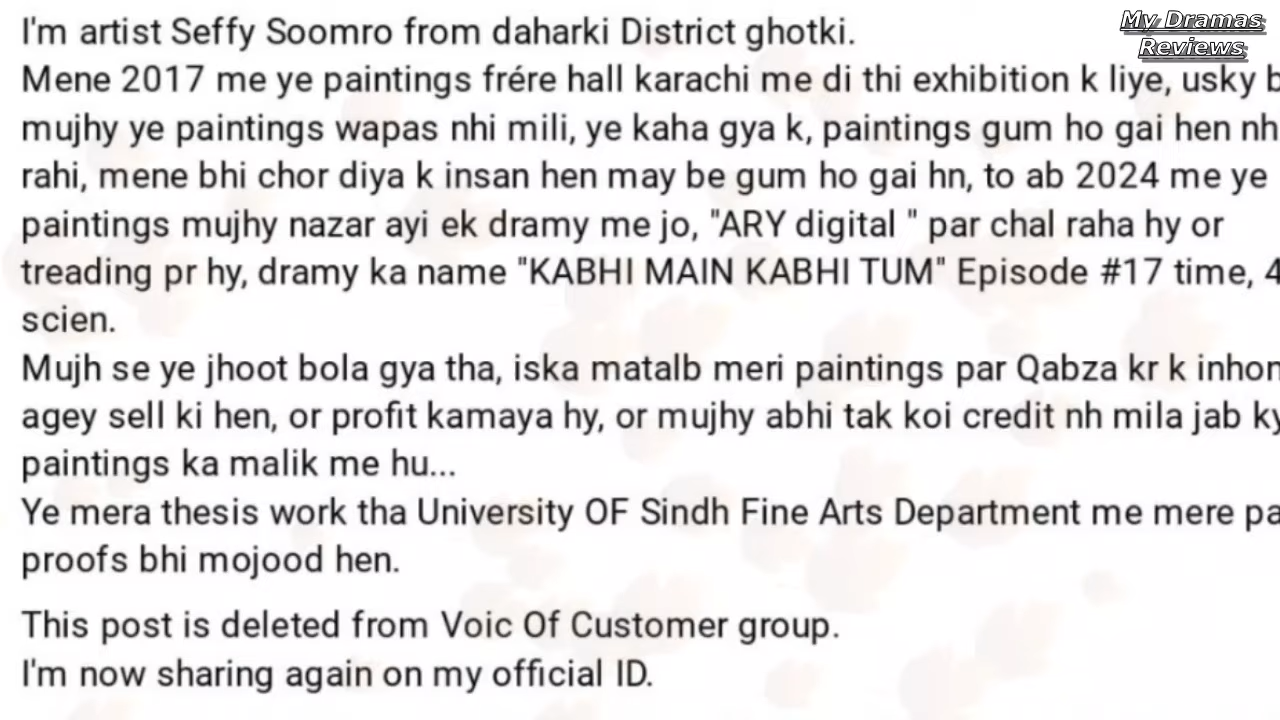 My Dramas
Reviews
I'm artist Seffy Soomro from daharki District ghotki.
Mene 2017 me ye paintings frére hall karachi me di thi exhibition k liye, usky b
mujhy ye paintings wapas nhi mili, ye kaha gya k, paintings gum ho gai hen nh
rahi, mene bhi chor diya k insan hen may be gum ho gai hn, to ab 2024 me ye
paintings mujhy nazar ayi ek dramy me jo, "ARY digital " par chal raha hy or
treading pr hy, dramy ka name "KABHI MAIN KABHI TUM" Episode #17 time, 4
scien.
Mujh se ye jhoot bola gya tha, iska matalb meri paintings par Qabza kr k inhon
agey sell ki hen, or profit kamaya hy, or mujhy abhi tak koi credit nh mila jab ky
paintings ka malik me hu...
Ye mera thesis work tha University OF Sindh Fine Arts Department me mere pa
proofs bhi mojood hen.
This post is deleted from Voic Of Customer group.
I'm now sharing again on my official ID.